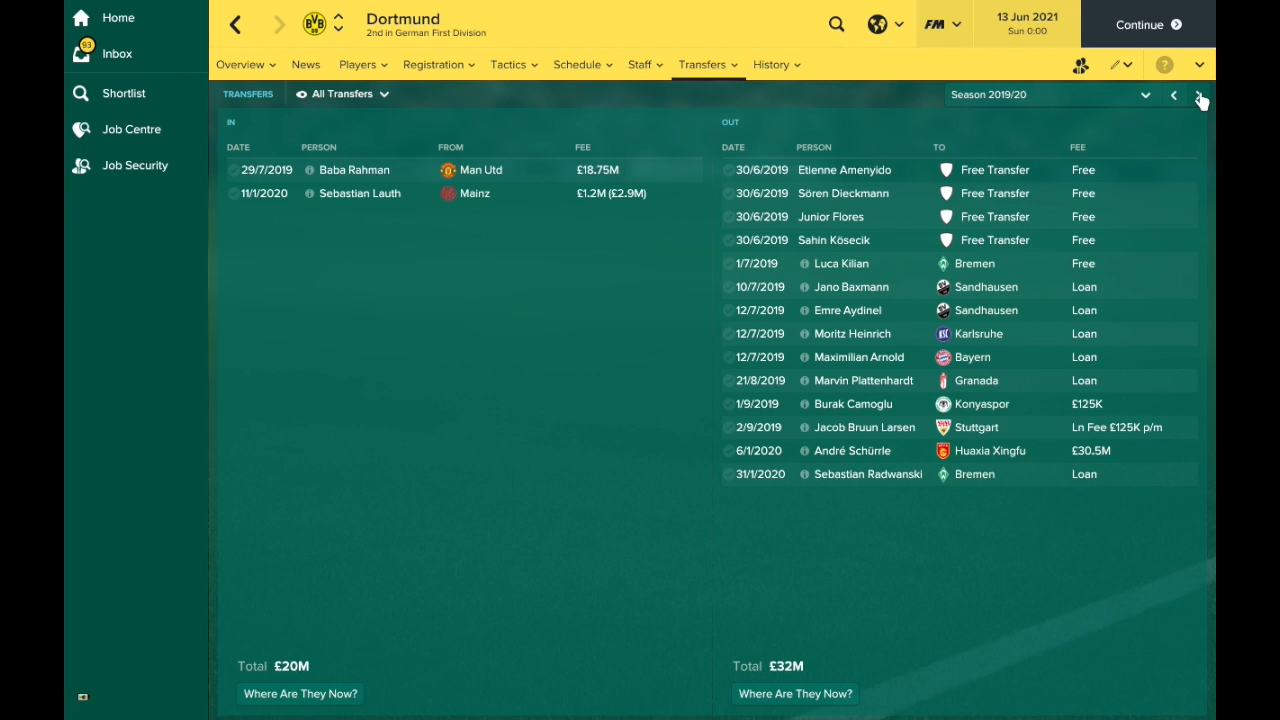 Home
93
Inbox
Shortlist
Job Centre
Job Security
Dortmund
2nd in German First Division
FM
13 Jun 2021
Sun 0:00
Continue
Overview News Players Registration Tactics Schedule Staff Transfers History
TRANSFERS All Transfers Season 2019/20
IN
DATE PERSON FROM FEE
29/7/2019 Baba Rahman Man Utd £18.75M
11/1/2020 Sebastian Lauth Mainz £1.2M (£2.9M)
Total £20M
Where Are They Now?
OUT
DATE PERSON TO FEE
30/6/2019 Etienne Amenyido Free Transfer Free
30/6/2019 Sören Dieckmann Free Transfer Free
30/6/2019 Junior Flores Free Transfer Free
30/6/2019 Sahin Kösecik Free Transfer Free
1/7/2019 Luca Kilian Bremen Free
10/7/2019 Jano Baxmann Sandhausen Loan
12/7/2019 Emre Aydinel Sandhausen Loan
12/7/2019 Moritz Heinrich Karlsruhe Loan
12/7/2019 Maximilian Arnold Bayern Loan
21/8/2019 Marvin Plattenhardt Granada Loan
1/9/2019 Burak Camoglu Konyaspor £125K
2/9/2019 Jacob Bruun Larsen Stuttgart Ln Fee £125K p/m
6/1/2020 André Schürrle Huaxia Xingfu £30.5M
31/1/2020 Sebastian Radwanski Bremen Loan
Total £32M
Where Are They Now?